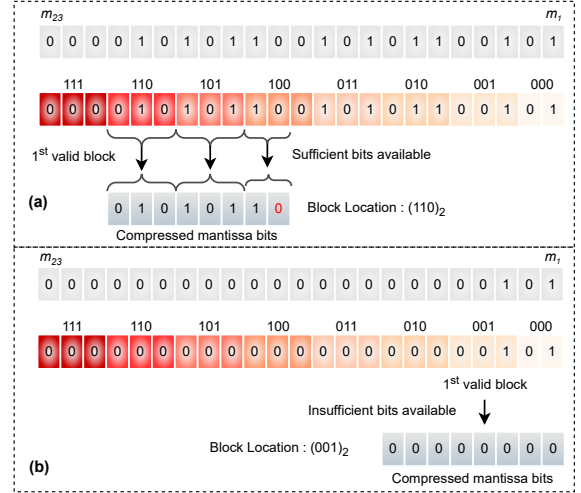 m23 m1
0 0 0 0 1 0 1 0 1 1 0 1 0 1 1 0 1 1 0 0 1 0 1
111 110 101 100 011 010 001 000
0 0 0 0 1 0 1 0 1 1 0 0 1 0 1 0 1 1 0 0 1 0 1
1st valid block
Sufficient bits available
(a)
0 1 0 1 0 1 1 0
Block Location : (110)2
Compressed mantissa bits
m23 m1
0 0 0 0 0 0 0 0 0 0 0 0 0 0 0 0 0 0 0 0 1 0 1
111 110 101 100 011 010 001 000
0 0 0 0 0 0 0 0 0 0 0 0 0 0 0 0 0 0 0 0 1 0 1
1st valid block
Insufficient bits available
Block Location : (001)2
0 0 0 0 0 0 0 0
(b)
Compressed mantissa bits